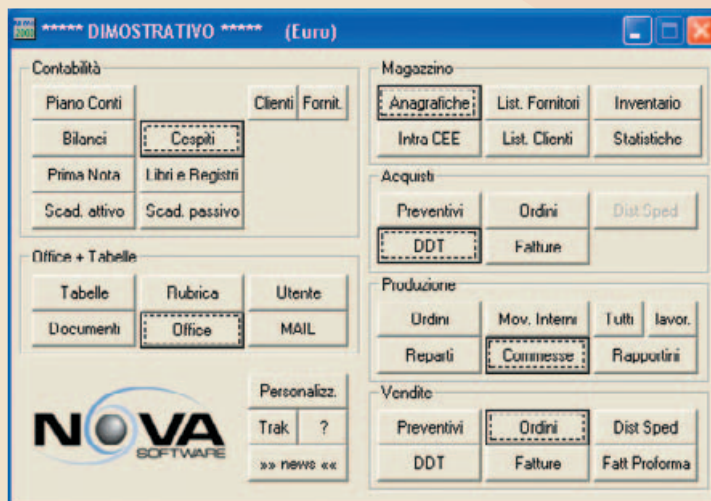 ***** DIMOSTRATIVO ***** (Euro)
Contabilità
Piano Conti Clienti Fornit.
Bilanci Cespiti
Prima Nota Libri e Registri
Scad. attivo Scad. passivo
Office + Tabelle
Tabelle Rubrica Utente
Documenti Office MAIL
NOVA
SOFTWARE
Personalizz.
Trak ?
»» news ««
Magazzino
Anagrafiche List. Fornitori Inventario
Intra CEE List. Clienti Statistiche
Acquisti
Preventivi Ordini Dist Sped
DDT Fatture
Produzione
Ordini Mov. Interni Tutti lavor.
Reparti Commesse Rapportini
Vendite
Preventivi Ordini Dist Sped
DDT Fatture Fatt Proforma